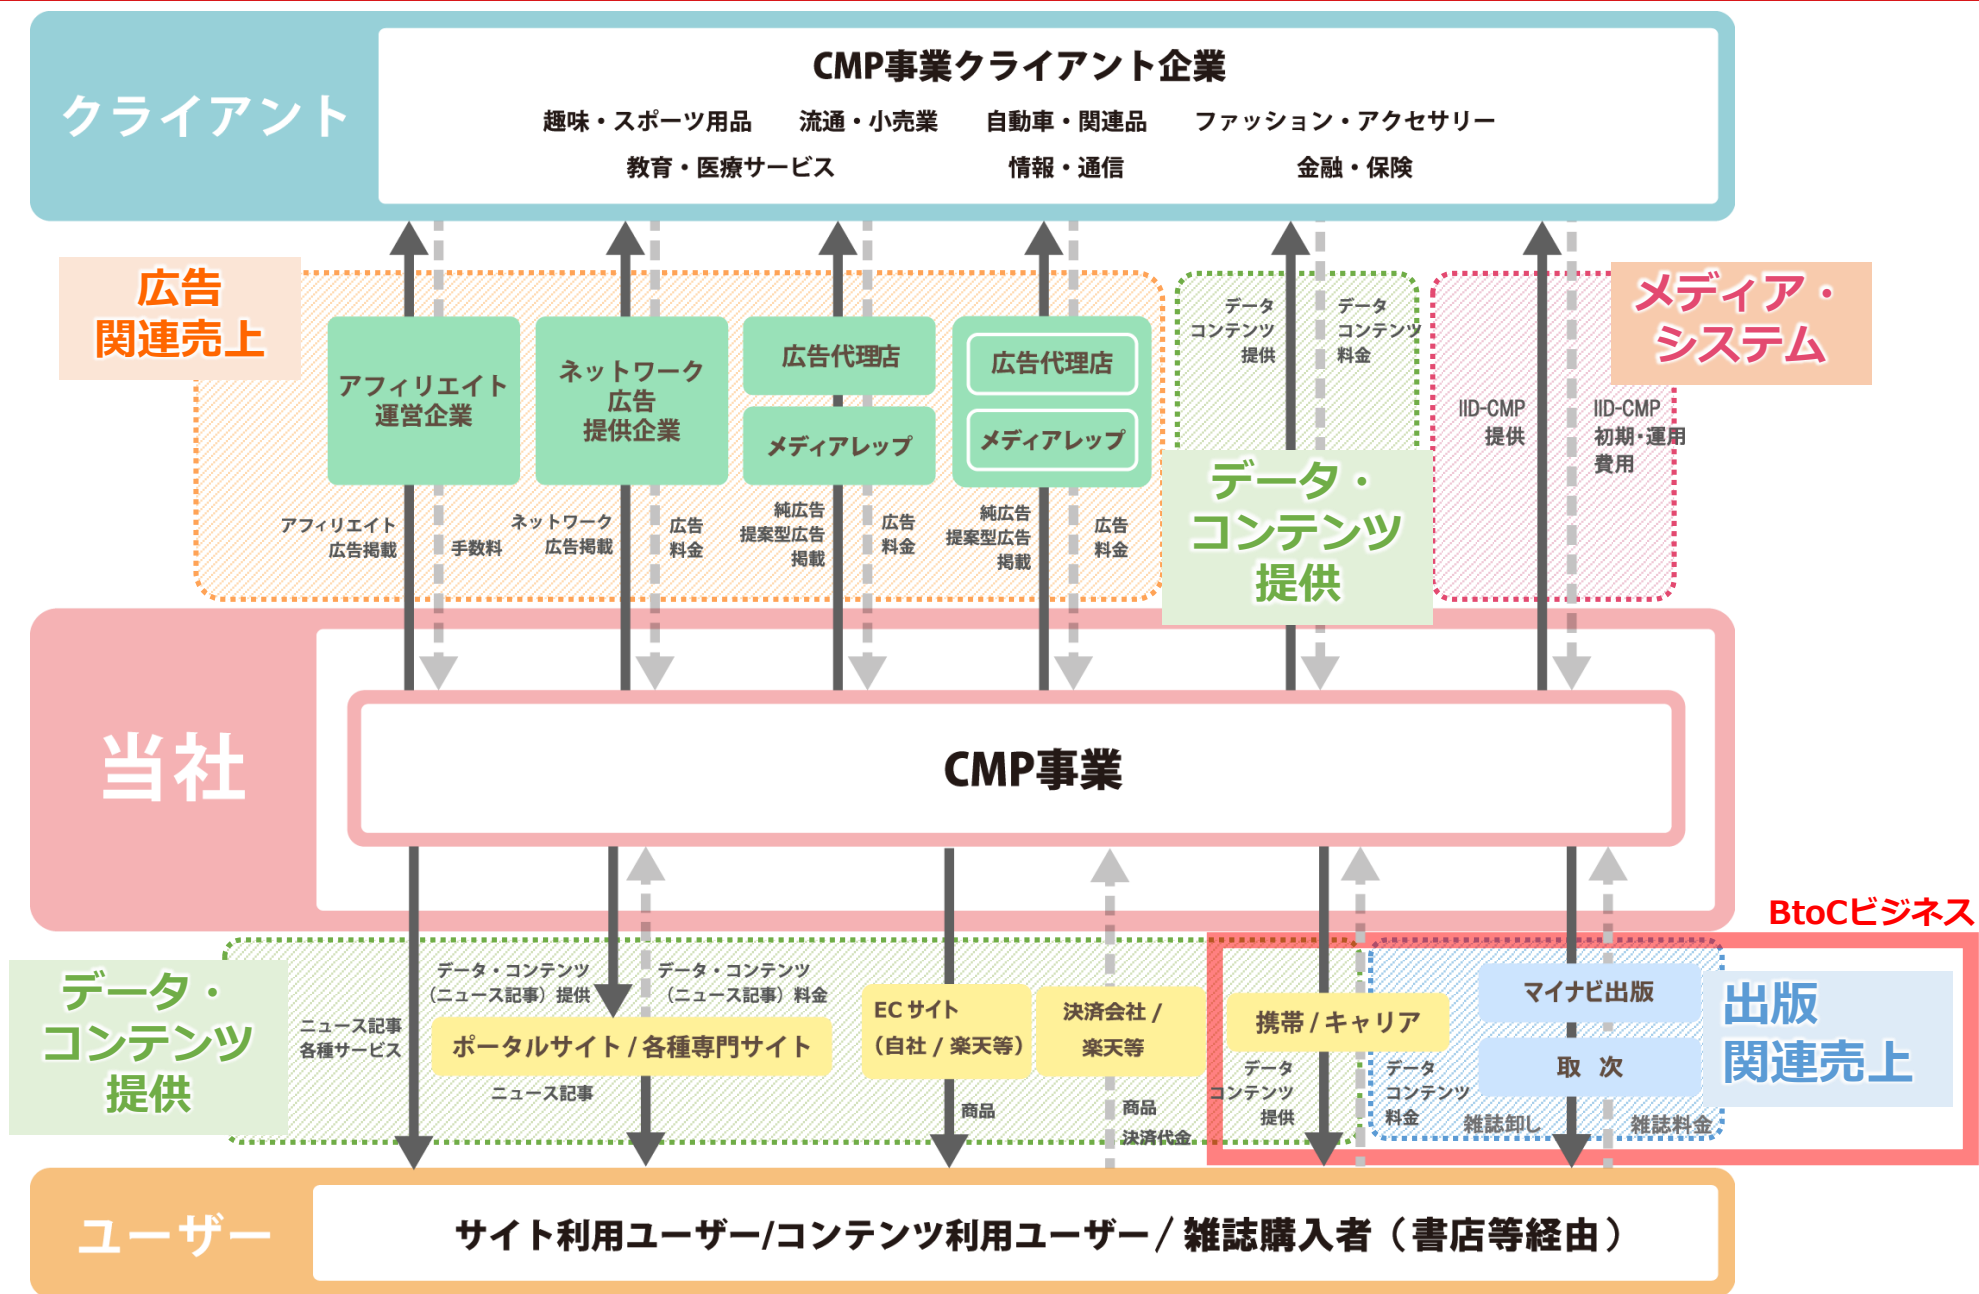 クライアント
CMP事業クライアント企業
趣味・スポーツ用品 流通・小売業 自動車・関連品 ファッション・アクセサリー
教育・医療サービス 情報・通信 金融・保険
広告
関連売上
アフィリエイト
運営企業
ネットワーク
広告
提供企業
広告代理店
メディアレップ
広告代理店
メディアレップ
アフィリエイト
広告掲載
手数料
ネットワーク
広告掲載
広告
料金
純広告
提案型広告
掲載
広告
料金
純広告
提案型広告
掲載
広告
料金
データ
コンテンツ
提供
データ
コンテンツ
料金
データ・
コンテンツ
提供
メディア・
システム
IID-CMP
提供
IID-CMP
初期・運用
費用
当社
CMP事業
BtoCビジネス
データ・
コンテンツ
提供
ニュース記事
各種サービス
データ・コンテンツ
（ニュース記事）提供
データ・コンテンツ
（ニュース記事）料金
ポータルサイト / 各種専門サイト
ニュース記事
EC サイト
（自社 / 楽天等）
商品
決済会社 /
楽天等
商品
決済代金
携帯 / キャリア
データ
コンテンツ
提供
データ
コンテンツ
料金
マイナビ出版
取 次
雑誌卸し
雑誌料金
出版
関連売上
ユーザー
サイト利用ユーザー/コンテンツ利用ユーザー / 雑誌購入者（書店等経由）